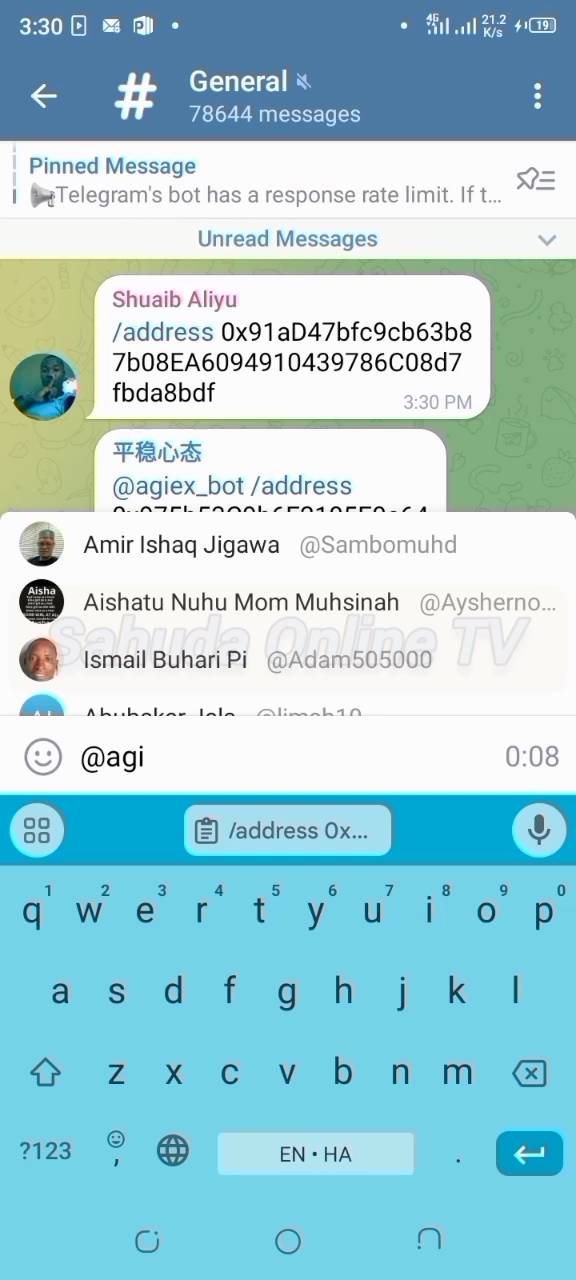 3:30
4G
21.2
K/s
19
General
78644 messages
Pinned Message
Telegram's bot has a response rate limit. If t...
Unread Messages
Shuaib Aliyu
/address 0x91aD47bfc9cb63b8
7b08EA6094910439786C08d7
fbda8bdf
3:30 PM
平稳心态
@agiex_bot /address
Amir Ishaq Jigawa @Sambomuhd
Aishatu Nuhu Mom Muhsinah @Aysherno...
Sahuda Online TV
Ismail Buhari Pi @Adam505000
@agi
0:08
/address 0x...
1 2 3 4 5 6 7 8 9 0
q w e r t y u i o p
a s d f g h j k l
z x c v b n m
?123 , EN • HA .